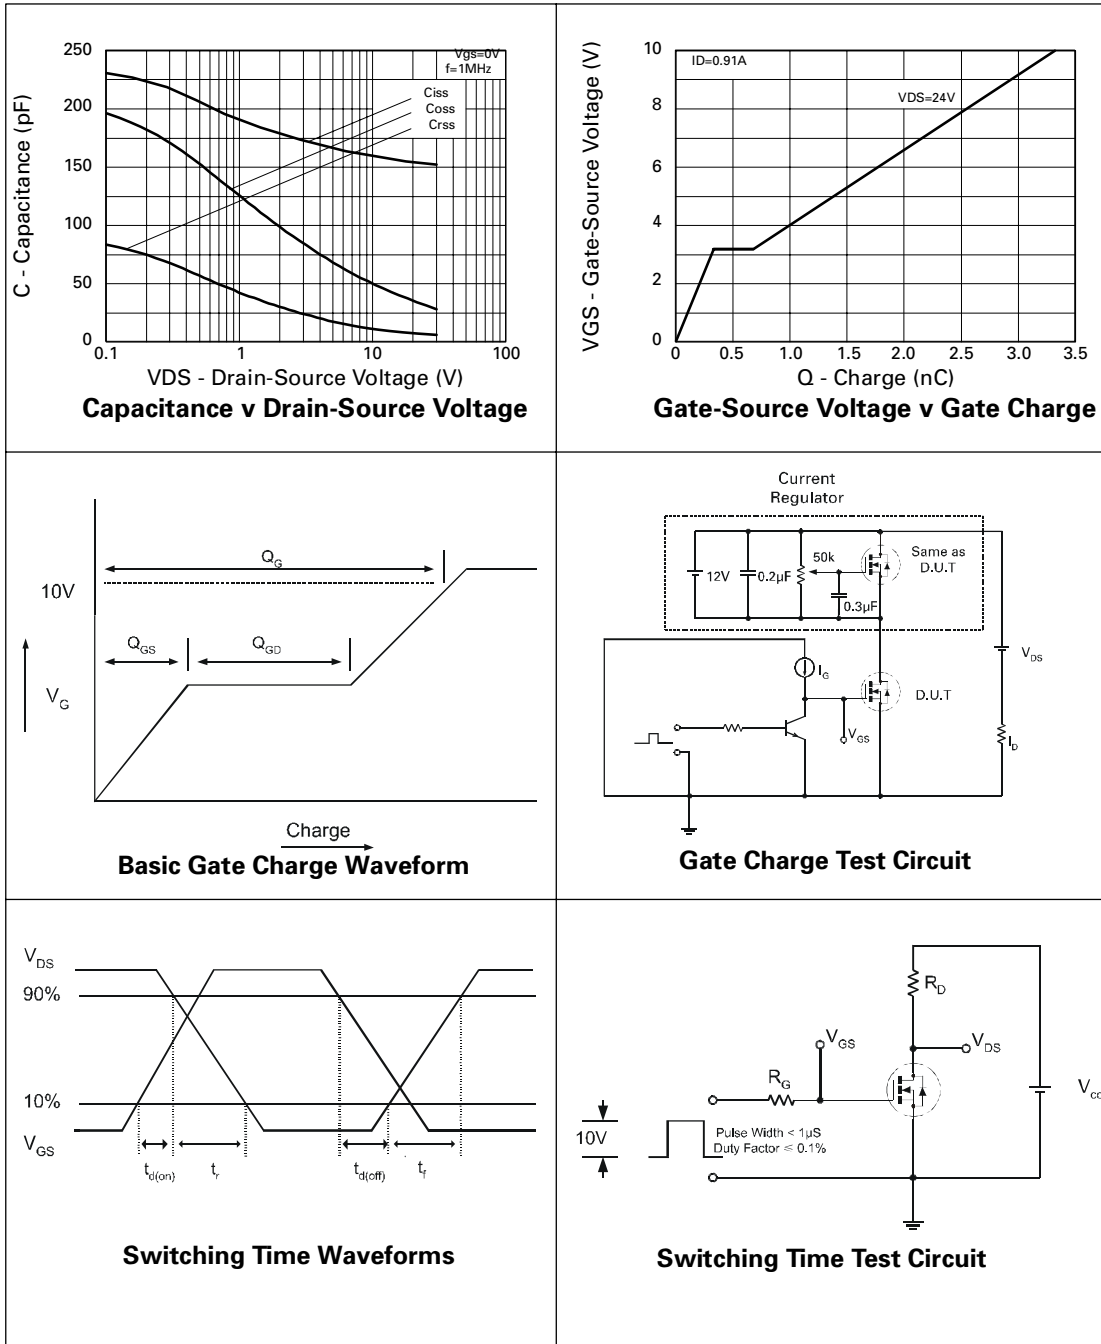 250
200
150
100
50
0
C - Capacitance (pF)
Vgs=0V
f=1MHz
Ciss
Coss
Crss
0.1
1
10
100
VDS - Drain-Source Voltage (V)
Capacitance v Drain-Source Voltage
10
8
6
4
2
0
VGS - Gate-Source Voltage (V)
ID=0.91A
VDS=24V
0
0.5
1.0
1.5
2.0
2.5
3.0
3.5
Q - Charge (nC)
Gate-Source Voltage v Gate Charge
QG
10V
QGS
QGD
VG
Charge
Basic Gate Charge Waveform
Current
Regulator
12V
0.2µF
50k
0.3µF
Same as
D.U.T
VDS
IG
D.U.T
VGS
ID
Gate Charge Test Circuit
VDS
90%
10%
VGS
td(on)
tr
td(off)
tf
Switching Time Waveforms
RD
VGS
VDS
RG
10V
Pulse Width < 1µS
Duty Factor ≤ 0.1%
Switching Time Test Circuit